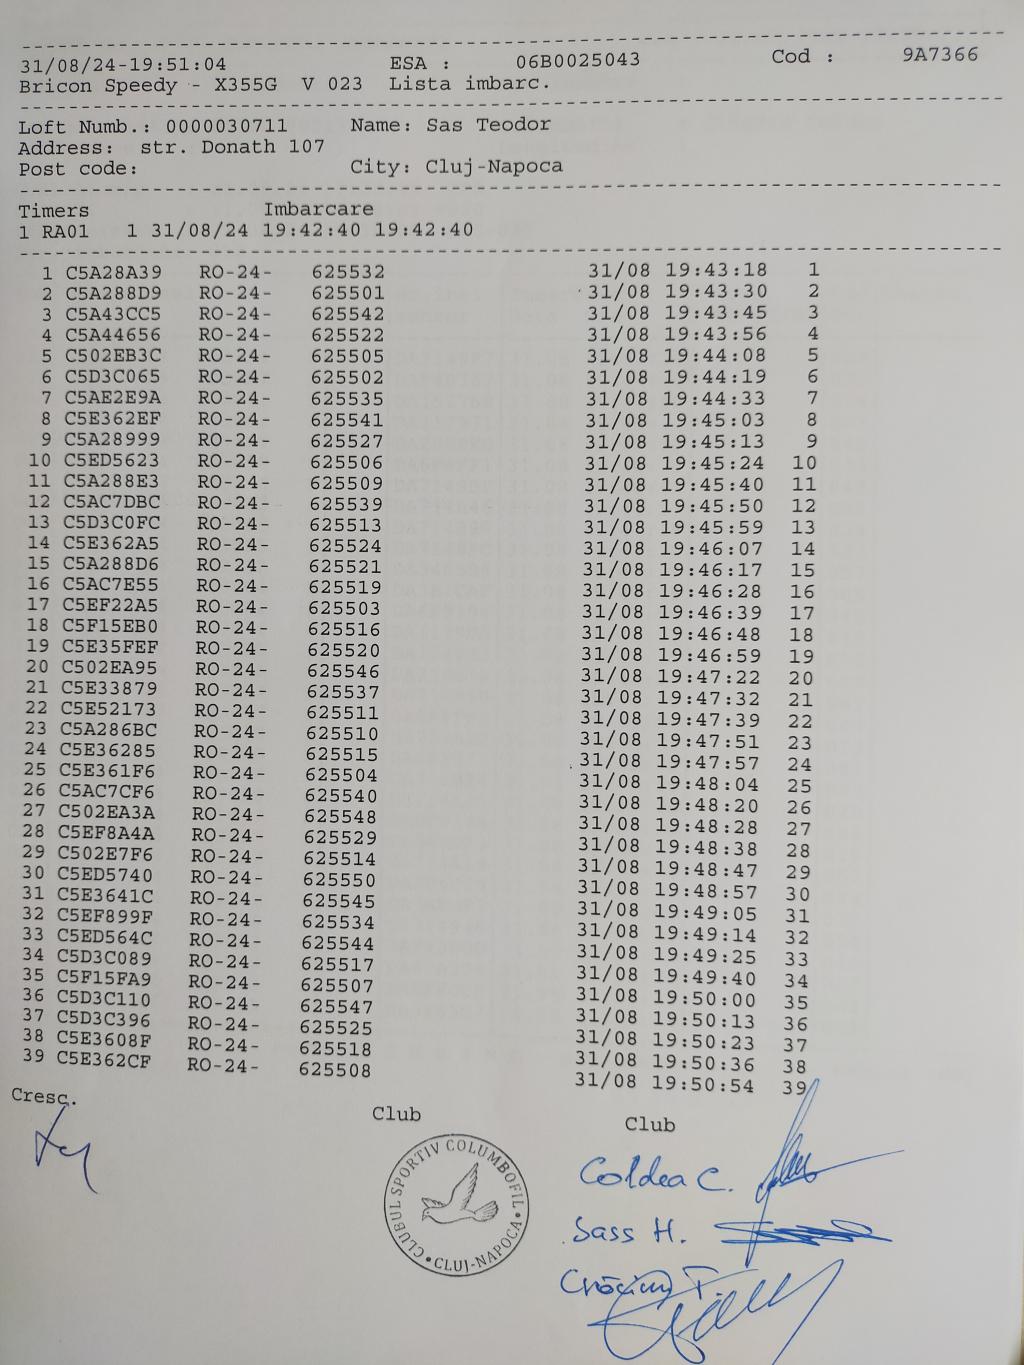 31/08/24-19:51:04 ESA : 06B0025043 Cod : 9A7366
Bricon Speedy - X355G V 023 Lista imbarc.
Loft Numb.: 0000030711 Name: Sas Teodor
Address: str. Donath 107
Post code: City: Cluj-Napoca
Timers Imbarcare
1 RA01 1 31/08/24 19:42:40 19:42:40
1 C5A28A39 RO-24- 625532 31/08 19:43:18 1
2 C5A288D9 RO-24- 625501 31/08 19:43:30 2
3 C5A43CC5 RO-24- 625542 31/08 19:43:45 3
4 C5A44656 RO-24- 625522 31/08 19:43:56 4
5 C502EB3C RO-24- 625505 31/08 19:44:08 5
6 C5D3C065 RO-24- 625502 31/08 19:44:19 6
7 C5AE2E9A RO-24- 625535 31/08 19:44:33 7
8 C5E362EF RO-24- 625541 31/08 19:45:03 8
9 C5A28999 RO-24- 625527 31/08 19:45:13 9
10 C5ED5623 RO-24- 625506 31/08 19:45:24 10
11 C5A288E3 RO-24- 625509 31/08 19:45:40 11
12 C5AC7DBC RO-24- 625539 31/08 19:45:50 12
13 C5D3C0FC RO-24- 625513 31/08 19:45:59 13
14 C5E362A5 RO-24- 625524 31/08 19:46:07 14
15 C5A288D6 RO-24- 625521 31/08 19:46:17 15
16 C5AC7E55 RO-24- 625519 31/08 19:46:28 16
17 C5EF22A5 RO-24- 625503 31/08 19:46:39 17
18 C5F15EB0 RO-24- 625516 31/08 19:46:48 18
19 C5E35FEF RO-24- 625520 31/08 19:46:59 19
20 C502EA95 RO-24- 625546 31/08 19:47:22 20
21 C5E33879 RO-24- 625537 31/08 19:47:32 21
22 C5E52173 RO-24- 625511 31/08 19:47:39 22
23 C5A286BC RO-24- 625510 31/08 19:47:51 23
24 C5E36285 RO-24- 625515 31/08 19:47:57 24
25 C5E361F6 RO-24- 625504 31/08 19:48:04 25
26 C5AC7CF6 RO-24- 625540 31/08 19:48:20 26
27 C502EA3A RO-24- 625548 31/08 19:48:28 27
28 C5EF8A4A RO-24- 625529 31/08 19:48:38 28
29 C502E7F6 RO-24- 625514 31/08 19:48:47 29
30 C5ED5740 RO-24- 625550 31/08 19:48:57 30
31 C5E3641C RO-24- 625545 31/08 19:49:05 31
32 C5EF899F RO-24- 625534 31/08 19:49:14 32
33 C5ED564C RO-24- 625544 31/08 19:49:25 33
34 C5D3C089 RO-24- 625517 31/08 19:49:40 34
35 C5F15FA9 RO-24- 625507 31/08 19:50:00 35
36 C5D3C110 RO-24- 625547 31/08 19:50:13 36
37 C5D3C396 RO-24- 625525 31/08 19:50:23 37
38 C5E3608F RO-24- 625518 31/08 19:50:36 38
39 C5E362CF RO-24- 625508 31/08 19:50:54 39
Cresc. Club Club
CLUBUL SPORTIV COLUMBOFIL
• CLUJ-NAPOCA •
Coldea C.
Sass H.